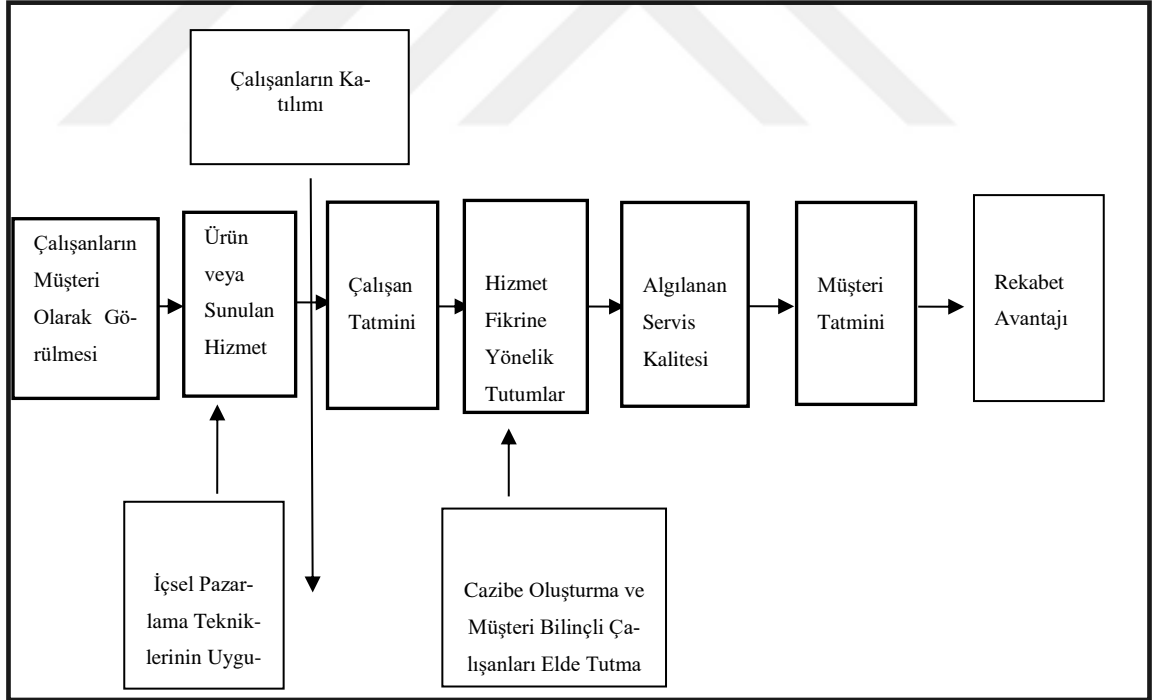 Çalışanların Ka-
tılımı
Çalışanların
Müşteri
Olarak Gö-
rülmesi
Ürün
veya
Sunulan
Hizmet
Çalışan
Tatmini
Hizmet
Fikrine
Yönelik
Tutumlar
Algılanan
Servis
Kalitesi
Müşteri
Tatmini
Rekabet
Avantajı
İçsel Pazar-
lama Teknik-
lerinin Uygu-
Cazibe Oluşturma ve
Müşteri Bilinçli Ça-
lışanları Elde Tutma